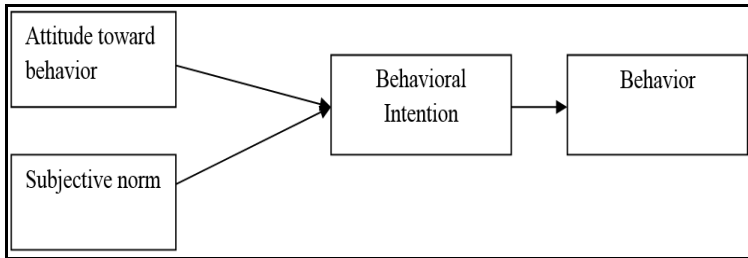 Attitude toward
behavior
Behavioral
Intention
Behavior
Subjective norm